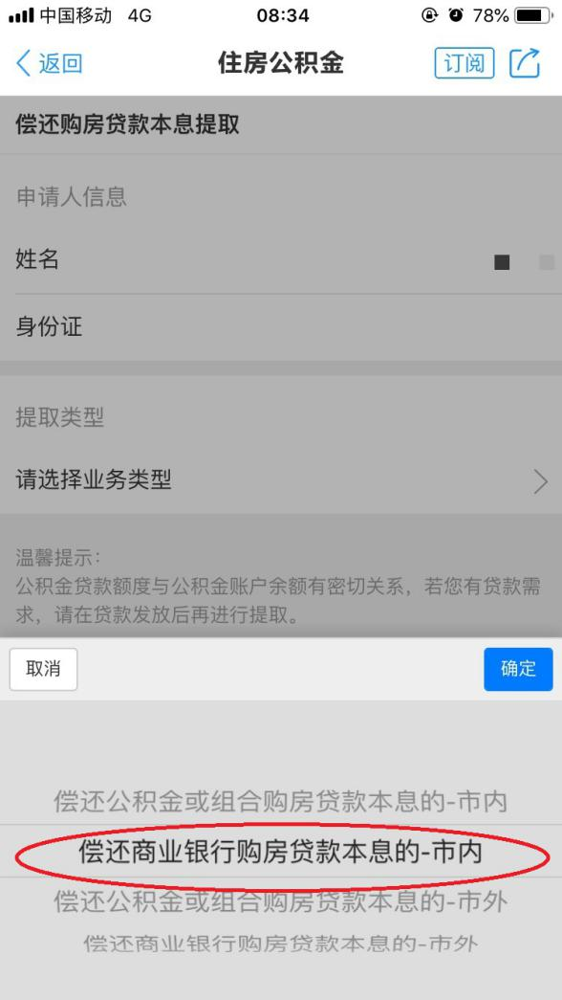 中国移动 4G 08:34 78%
返回 住房公积金 订阅
偿还购房贷款本息提取
申请人信息
姓名
身份证
提取类型
请选择业务类型
温馨提示：
公积金贷款额度与公积金账户余额有密切关系，若您有贷款需
求，请在贷款发放后再进行提取。
取消 确定
偿还公积金或组合购房贷款本息的-市内
偿还商业银行购房贷款本息的-市内
偿还公积金或组合购房贷款本息的-市外
偿还商业银行购房贷款本息的-市外